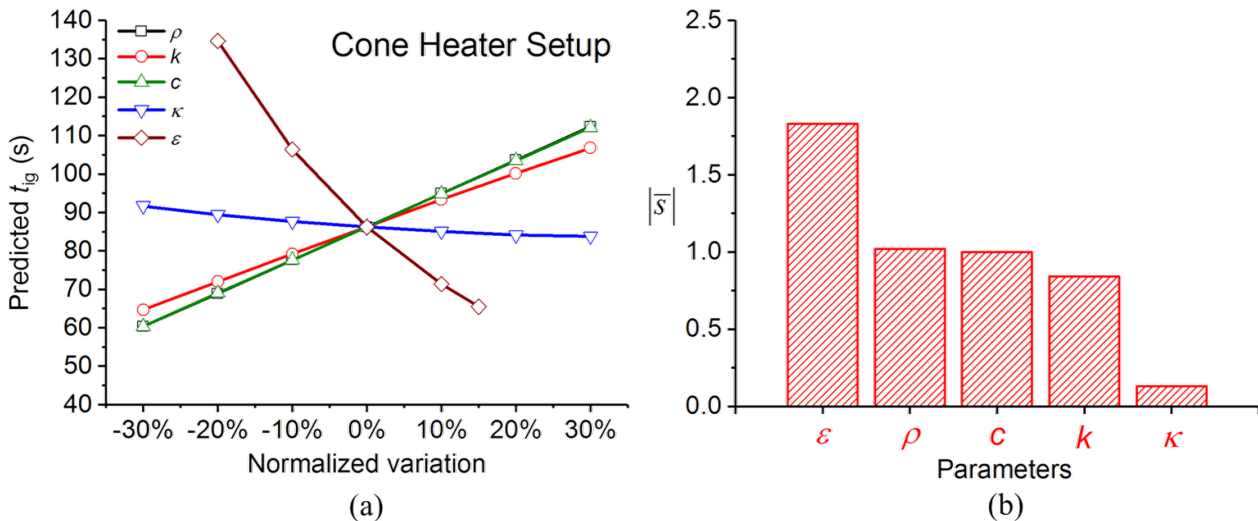 Cone Heater Setup
ρ
k
c
κ
ε
Predicted t_ig (s)
140
130
120
110
100
90
80
70
60
50
40
-30% -20% -10% 0% 10% 20% 30%
Normalized variation
(a)
|s̅|
2.5
2.0
1.5
1.0
0.5
0.0
ε ρ c k κ
Parameters
(b)